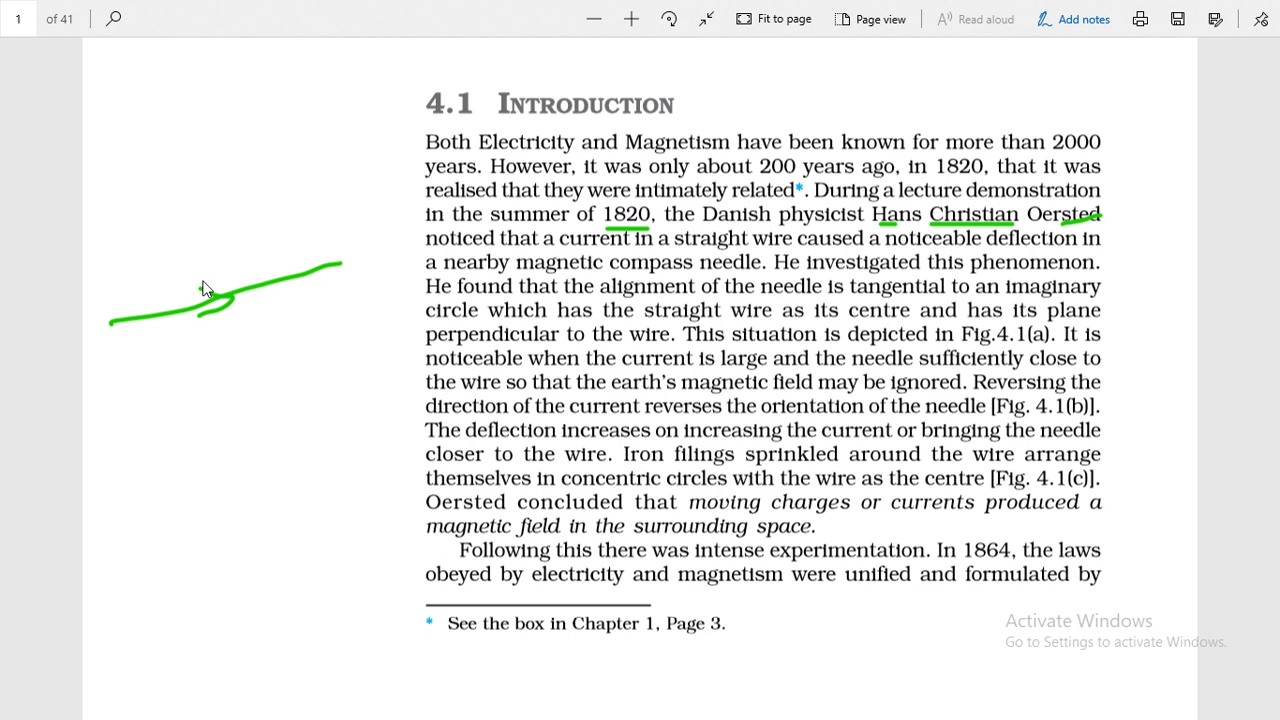 1 of 41 Fit to page Page view Read aloud Add notes
4.1 INTRODUCTION
Both Electricity and Magnetism have been known for more than 2000
years. However, it was only about 200 years ago, in 1820, that it was
realised that they were intimately related*. During a lecture demonstration
in the summer of 1820, the Danish physicist Hans Christian Oersted
noticed that a current in a straight wire caused a noticeable deflection in
a nearby magnetic compass needle. He investigated this phenomenon.
He found that the alignment of the needle is tangential to an imaginary
circle which has the straight wire as its centre and has its plane
perpendicular to the wire. This situation is depicted in Fig.4.1(a). It is
noticeable when the current is large and the needle sufficiently close to
the wire so that the earth's magnetic field may be ignored. Reversing the
direction of the current reverses the orientation of the needle [Fig. 4.1(b)].
The deflection increases on increasing the current or bringing the needle
closer to the wire. Iron filings sprinkled around the wire arrange
themselves in concentric circles with the wire as the centre [Fig. 4.1(c)].
Oersted concluded that moving charges or currents produced a
magnetic field in the surrounding space.
Following this there was intense experimentation. In 1864, the laws
obeyed by electricity and magnetism were unified and formulated by
* See the box in Chapter 1, Page 3.
Activate Windows
Go to Settings to activate Windows.